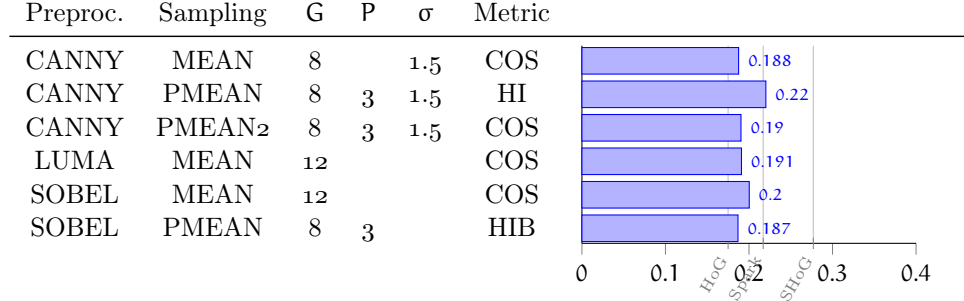 Preproc. Sampling G P σ Metric
CANNY MEAN 8 1.5 COS 0.188
CANNY PMEAN 8 3 1.5 HI 0.22
CANNY PMEAN2 8 3 1.5 COS 0.19
LUMA MEAN 12 COS 0.191
SOBEL MEAN 12 COS 0.2
SOBEL PMEAN 8 3 HIB 0.187
0 0.1 0.2 0.3 0.4
HoG Spark SHoG